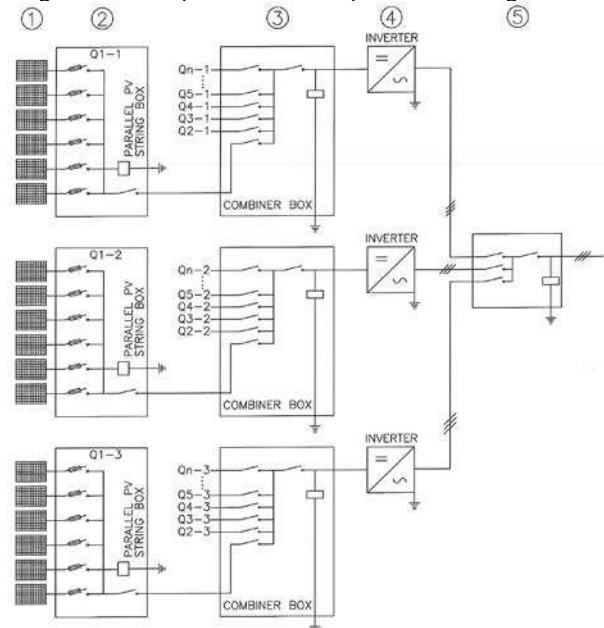 ① ② ③ ④ ⑤
INVERTER
Q1-1
PARALLEL PV
STRING BOX
Qn-1
Q5-1
Q4-1
Q3-1
Q2-1
COMBINER BOX
INVERTER
Q1-2
PARALLEL PV
STRING BOX
Qn-2
Q5-2
Q4-2
Q3-2
Q2-2
COMBINER BOX
INVERTER
Q1-3
PARALLEL PV
STRING BOX
Qn-3
Q5-3
Q4-3
Q3-3
Q2-3
COMBINER BOX